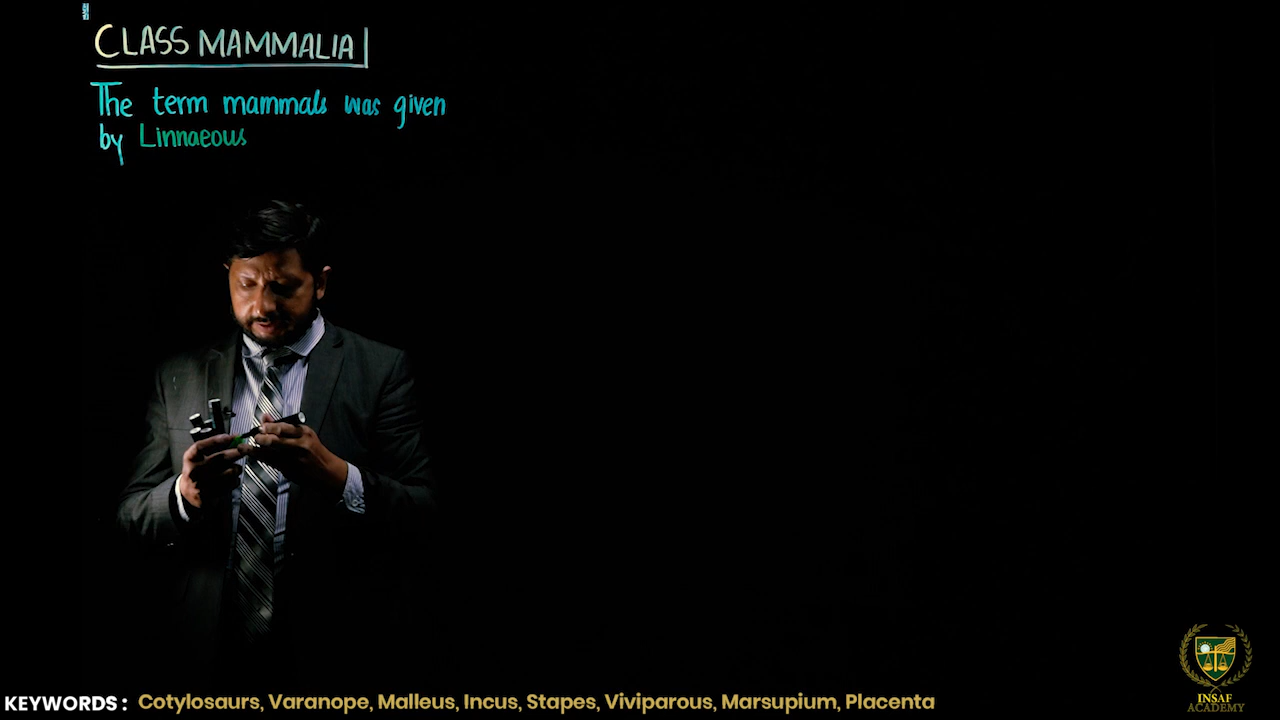 CLASS MAMMALIA
The term mammals was given
by Linnaeous
KEYWORDS : Cotylosaurs, Varanope, Malleus, Incus, Stapes, Viviparous, Marsupium, Placenta
INSAF
ACADEMY